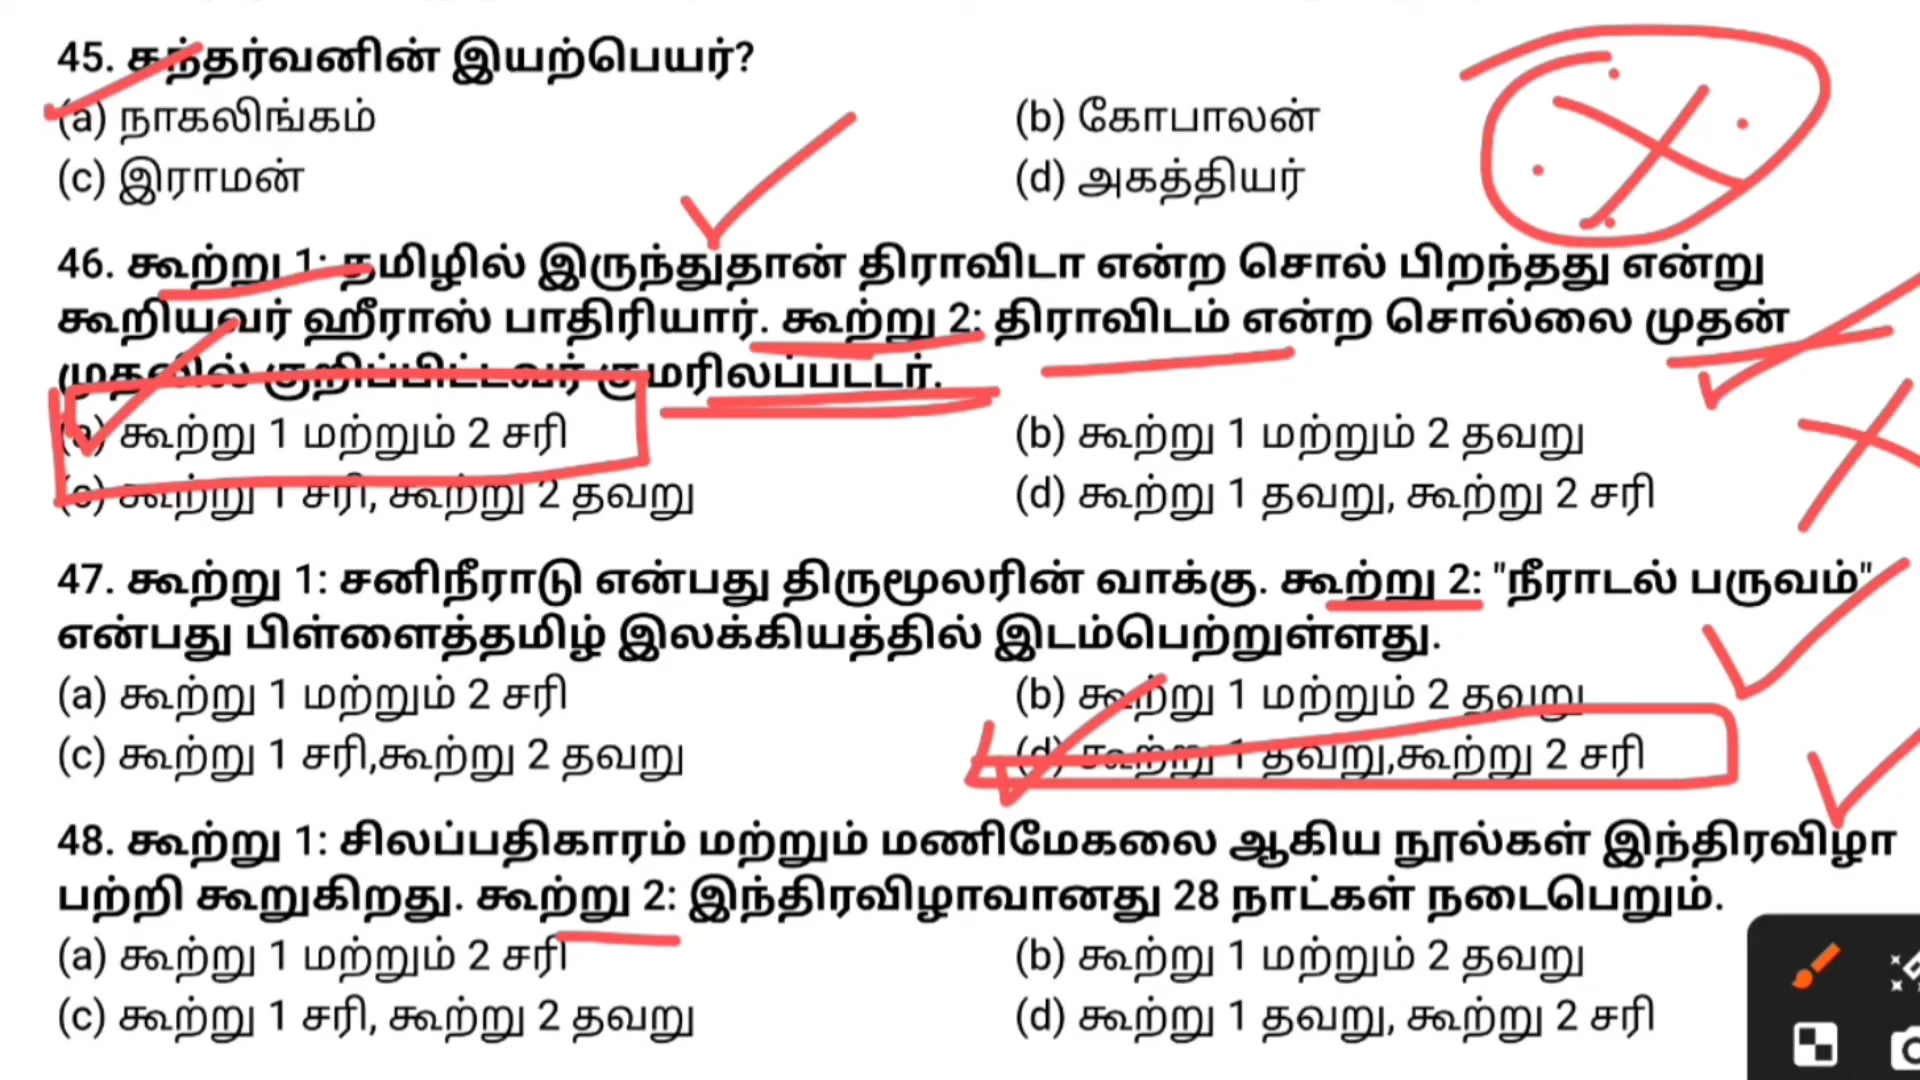 45. கந்தர்வனின் இயற்பெயர்?
(a) நாகலிங்கம் (b) கோபாலன்
(c) இராமன் (d) அகத்தியர்
46. கூற்று 1: தமிழில் இருந்துதான் திராவிடா என்ற சொல் பிறந்தது என்று
கூறியவர் ஹீராஸ் பாதிரியார். கூற்று 2: திராவிடம் என்ற சொல்லை முதன்
முதலில் குறிப்பிட்டவர் குமரிலப்பட்டர்.
(a) கூற்று 1 மற்றும் 2 சரி (b) கூற்று 1 மற்றும் 2 தவறு
(c) கூற்று 1 சரி, கூற்று 2 தவறு (d) கூற்று 1 தவறு, கூற்று 2 சரி
47. கூற்று 1: சனிநீராடு என்பது திருமூலரின் வாக்கு. கூற்று 2: "நீராடல் பருவம்"
என்பது பிள்ளைத்தமிழ் இலக்கியத்தில் இடம்பெற்றுள்ளது.
(a) கூற்று 1 மற்றும் 2 சரி (b) கூற்று 1 மற்றும் 2 தவறு
(c) கூற்று 1 சரி,கூற்று 2 தவறு (d) கூற்று 1 தவறு,கூற்று 2 சரி
48. கூற்று 1: சிலப்பதிகாரம் மற்றும் மணிமேகலை ஆகிய நூல்கள் இந்திரவிழா
பற்றி கூறுகிறது. கூற்று 2: இந்திரவிழாவானது 28 நாட்கள் நடைபெறும்.
(a) கூற்று 1 மற்றும் 2 சரி (b) கூற்று 1 மற்றும் 2 தவறு
(c) கூற்று 1 சரி, கூற்று 2 தவறு (d) கூற்று 1 தவறு, கூற்று 2 சரி